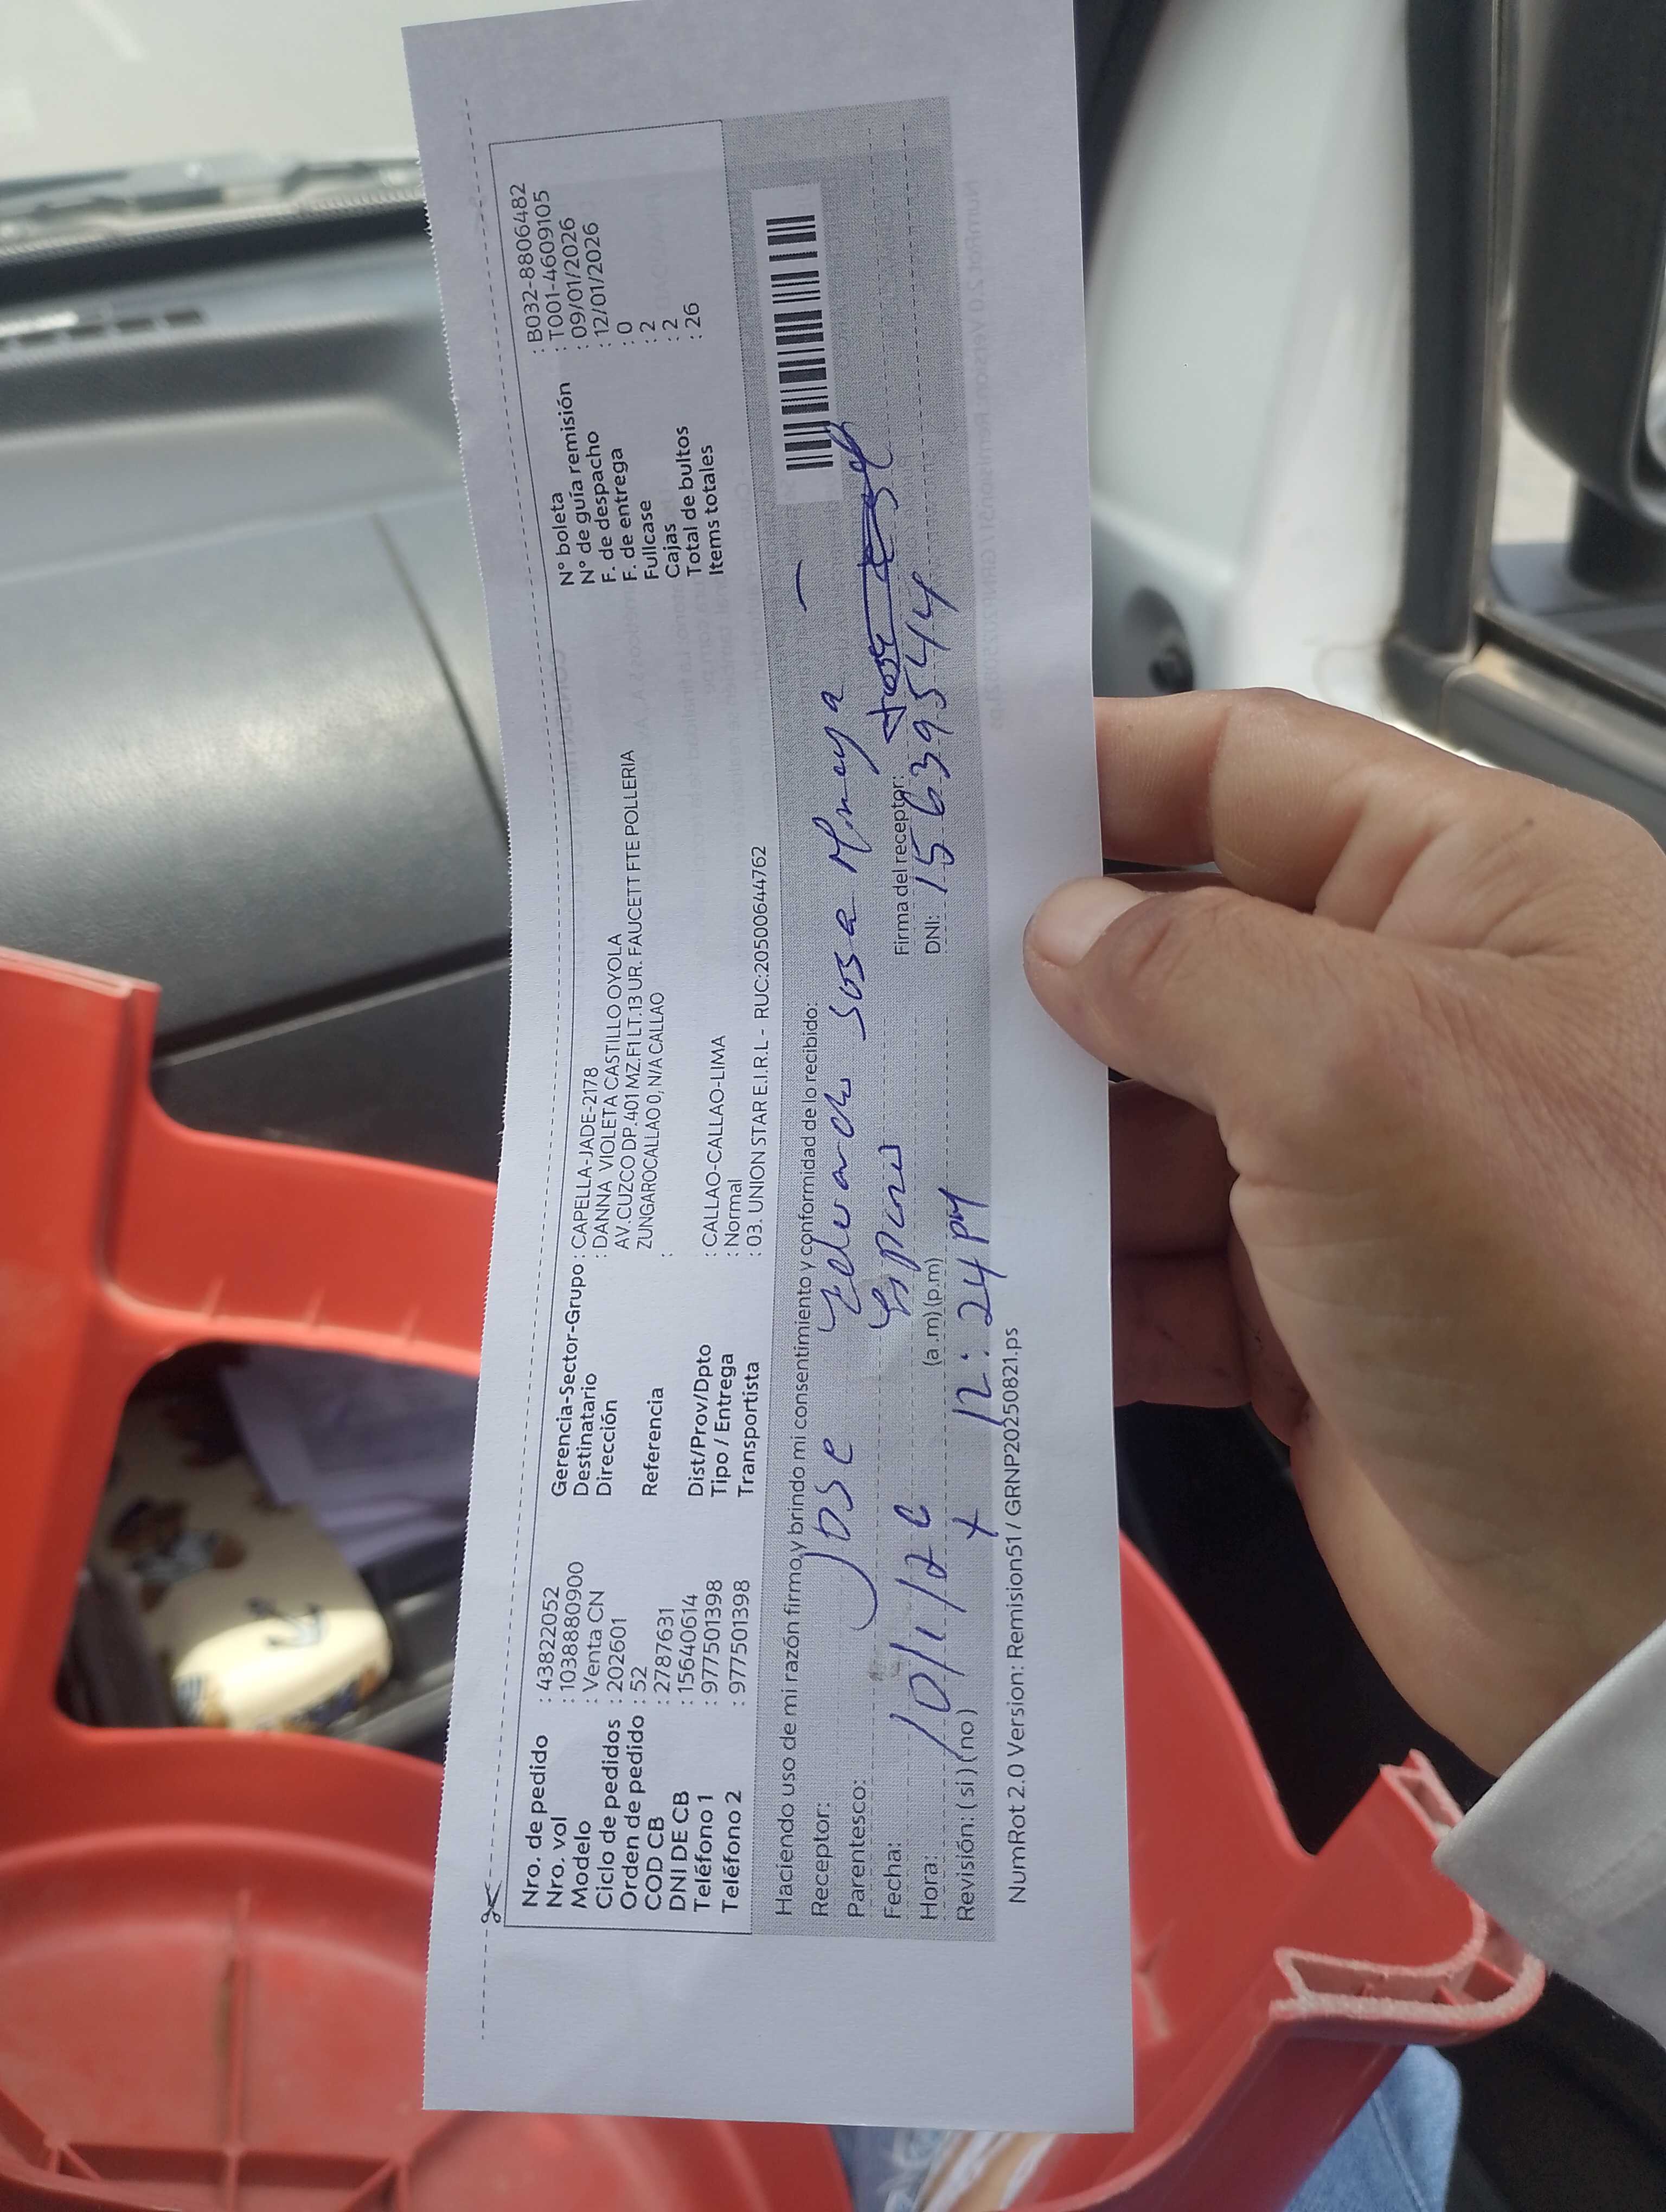 Nro. de pedido : 43822052
Nro. vol : 1038880900
Modelo : Venta CN
Ciclo de pedidos : 202601
Orden de pedido : 52
COD CB : 2787631
DNI DE CB : 15640614
Teléfono 1 : 977501398
Teléfono 2 : 977501398
Gerencia-Sector-Grupo : CAPELLA-JADE-2178
Destinatario : DANNA VIOLETA CASTILLO OYOLA
Dirección AV.CUZCO DP.401 MZ.F1 LT.13 UR. FAUCETT FTE POLLERIA
ZUNGAROCALLAO 0, N/A CALLAO
Referencia :
Dist/Prov/Dpto : CALLAO-CALLAO-LIMA
Tipo / Entrega : Normal
Transportista : 03. UNION STAR E.I.R.L - RUC:20500644762
N° boleta : B032-8806482
N° de guía remisión : T001-4609105
F. de despacho : 09/01/2026
F. de entrega : 12/01/2026
Fullcase : 0
Cajas : 2
Total de bultos : 2
Items totales : 26
Haciendo uso de mi razón firmo y brindo mi consentimiento y conformidad de lo recibido:
Receptor: Jose Eduardo Sosa
Parentesco: Esposo
Fecha: 10/1/26
Firma del receptor:
Hora: 12:24 PM (a.m) (p.m)
DNI: 15639544
Revisión: ( si ) ( no ) x
NumRot 2.0 Version: Remision51 / GRNP20250821.ps